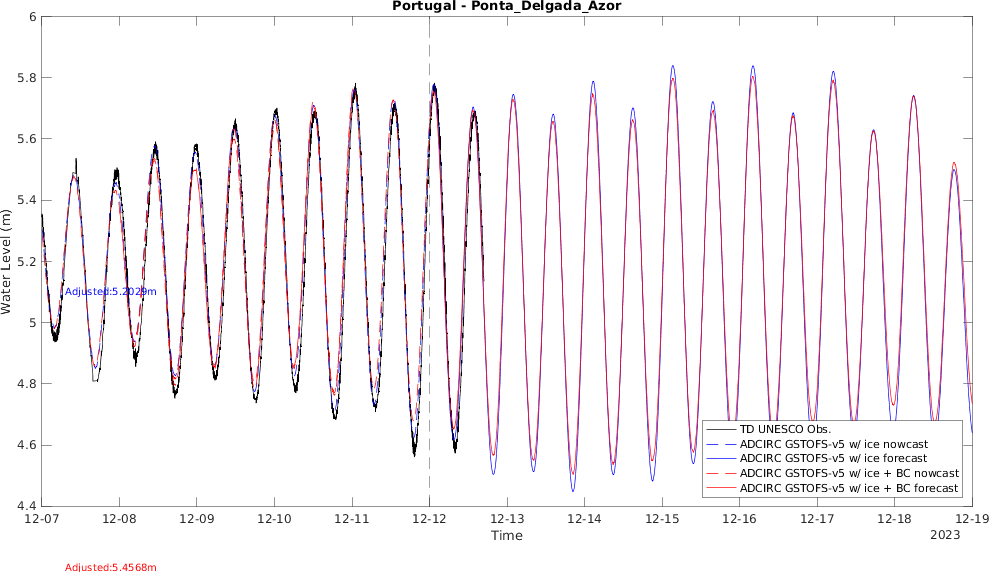 Portugal - Ponta_Delgada_Azor
6
5.8
5.6
5.4
5.2
5
4.8
4.6
4.4
Water Level (m)
Adjusted:5.2029m
TD UNESCO Obs.
ADCIRC GSTOFS-v5 w/ ice nowcast
ADCIRC GSTOFS-v5 w/ ice forecast
ADCIRC GSTOFS-v5 w/ ice + BC nowcast
ADCIRC GSTOFS-v5 w/ ice + BC forecast
12-07 12-08 12-09 12-10 12-11 12-12 12-13 12-14 12-15 12-16 12-17 12-18 12-19
Time
2023
Adjusted:5.4568m